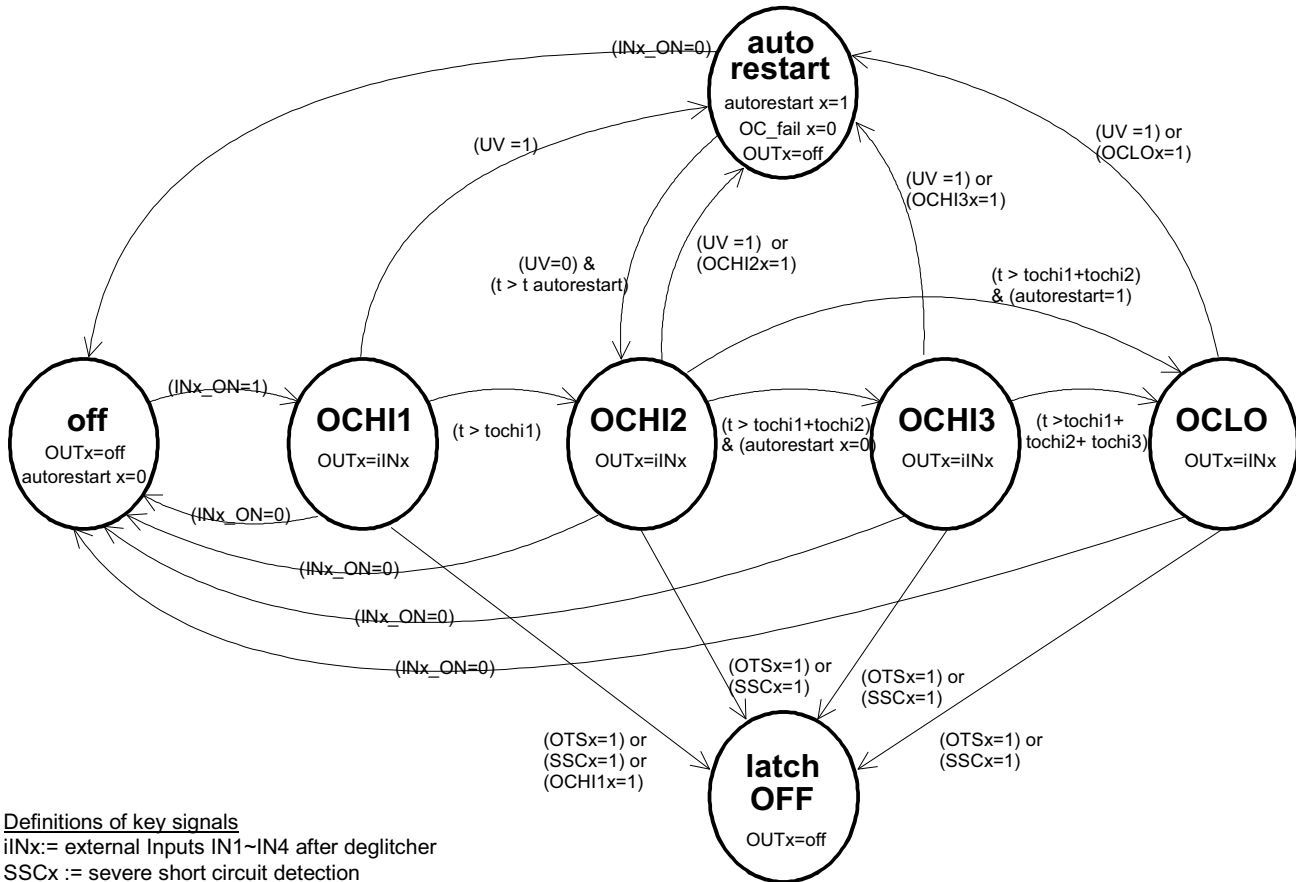 (INx_ON=0)
auto
restart
autorestart x=1
OC_fail x=0
OUTx=off
(UV =1)
(UV =1) or
(OCLOx=1)
(UV =1) or
(OCHI3x=1)
(UV =1) or
(OCHI2x=1)
(UV=0) &
(t > t autorestart)
(t > tochi1+tochi2)
& (autorestart=1)
off
OUTx=off
autorestart x=0
(INx_ON=1)
OCHI1
OUTx=iINx
(t > tochi1)
OCHI2
OUTx=iINx
(t > tochi1+tochi2)
& (autorestart x=0)
OCHI3
OUTx=iINx
(t >tochi1+
tochi2+ tochi3)
OCLO
OUTx=iINx
(INx_ON=0)
(INx_ON=0)
(INx_ON=0)
(INx_ON=0)
(OTSx=1) or
(SSCx=1) or
(OCHI1x=1)
(OTSx=1) or
(SSCx=1)
(OTSx=1) or
(SSCx=1)
(OTSx=1) or
(SSCx=1)
latch
OFF
OUTx=off
Definitions of key signals
iINx:= external Inputs IN1~IN4 after deglitcher
SSCx := severe short circuit detection